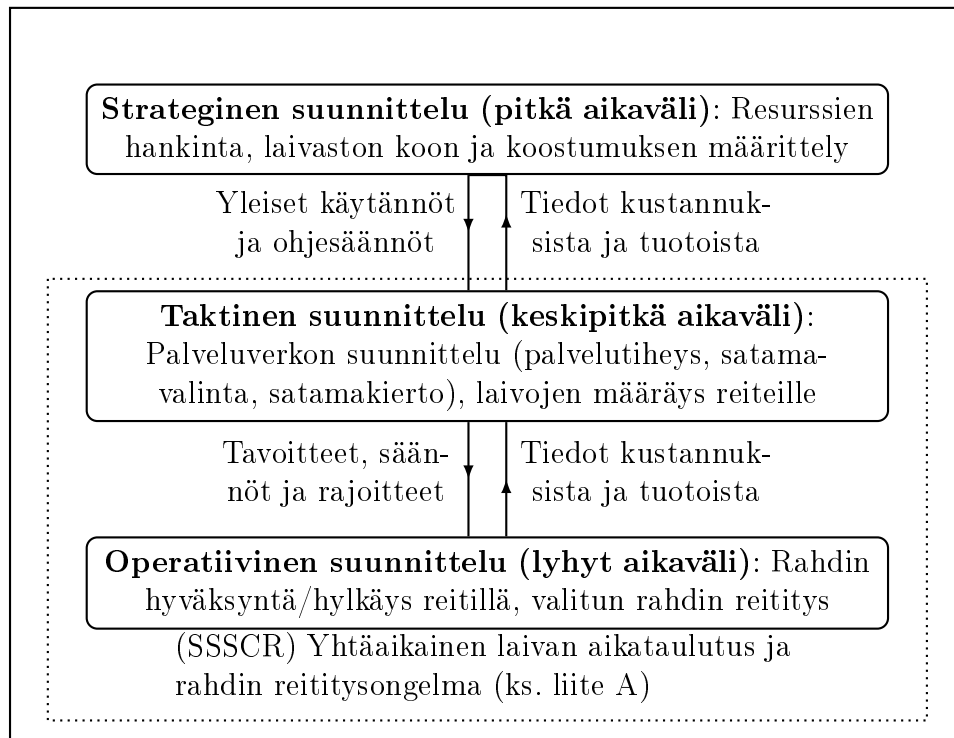 Strateginen suunnittelu (pitkä aikaväli): Resurssien
hankinta, laivaston koon ja koostumuksen määrittely
Yleiset käytännöt
ja ohjesäännöt
Tiedot kustannuk-
sista ja tuotoista
Taktinen suunnittelu (keskipitkä aikaväli):
Palveluverkon suunnittelu (palvelutiheys, satama-
valinta, satamakierto), laivojen määräys reiteille
Tavoitteet, sään-
nöt ja rajoitteet
Tiedot kustannuk-
sista ja tuotoista
Operatiivinen suunnittelu (lyhyt aikaväli): Rahdin
hyväksyntä/hylkäys reitillä, valitun rahdin reititys
(SSSCR) Yhtäaikainen laivan aikataulutus ja
rahdin reititysongelma (ks. liite A)